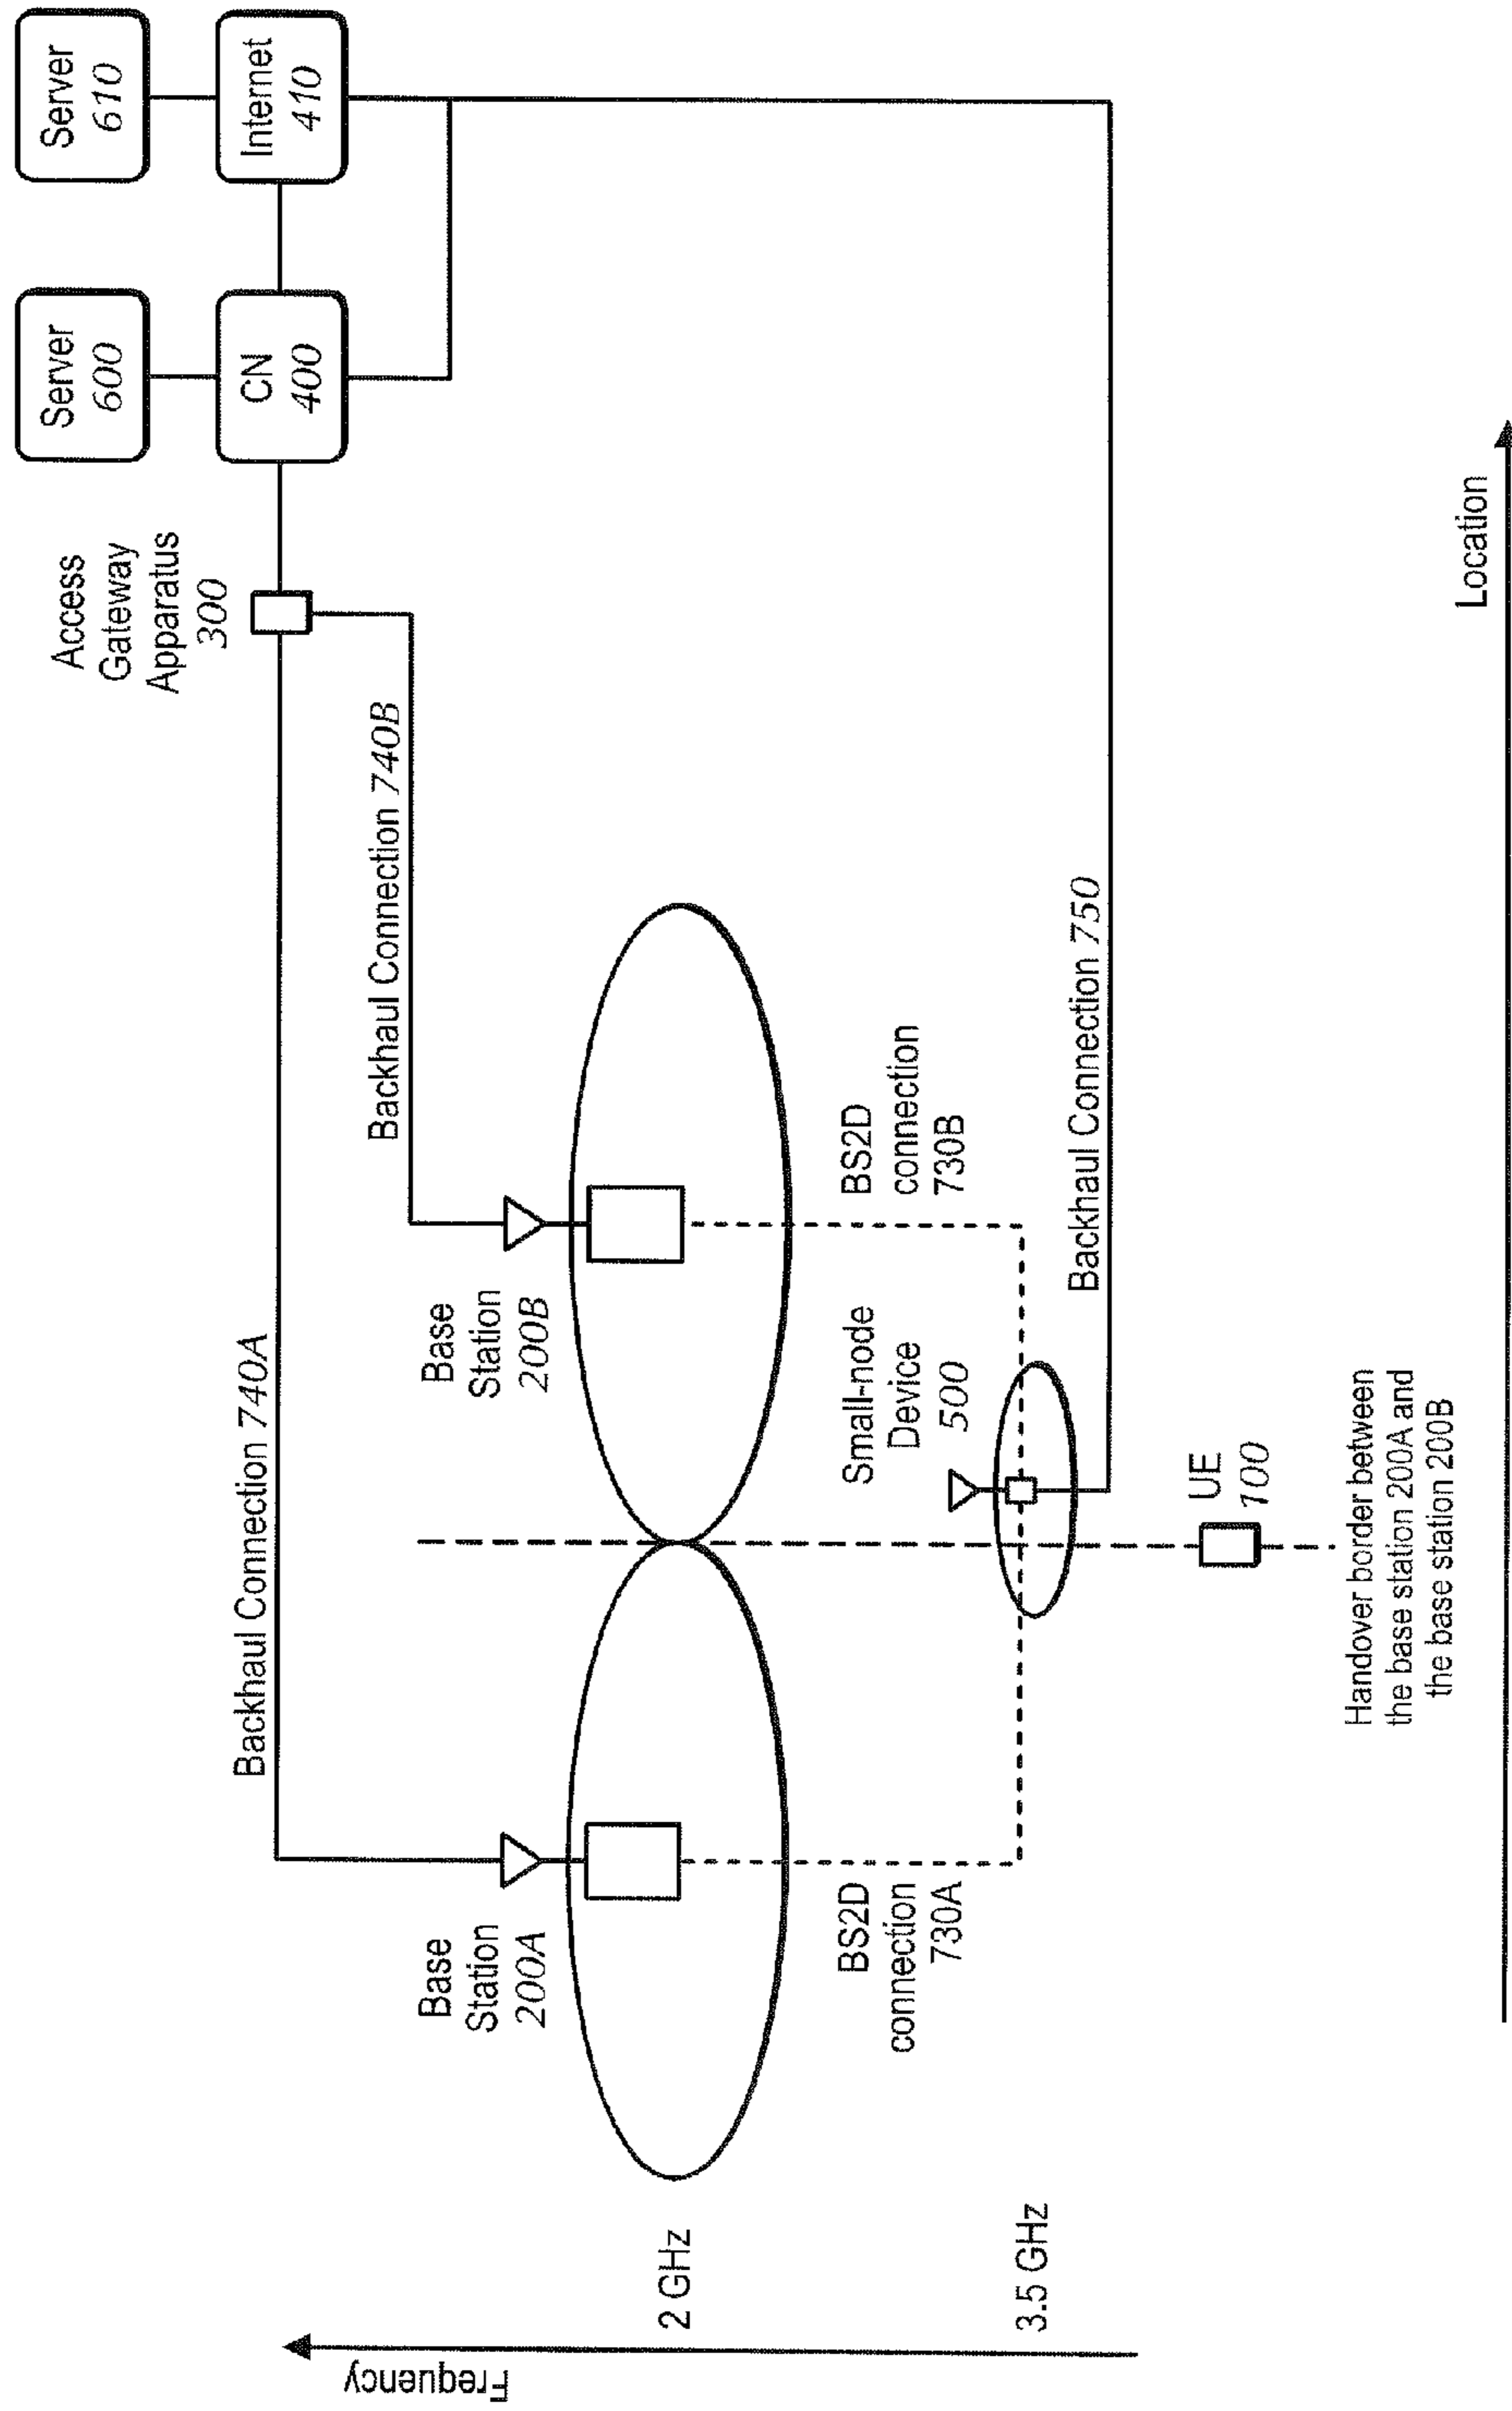 Server
600
Server
610
Access
Gateway
Apparatus
300
CN
400
Internet
410
Backhaul Connection 740A
Backhaul Connection 740B
Base
Station
200A
Base
Station
200B
Frequency
2 GHz
BS2D
connection
730A
Small-node
Device
500
BS2D
connection
730B
3.5 GHz
Backhaul Connection 750
UE
100
Handover border between
the base station 200A and
the base station 200B
Location